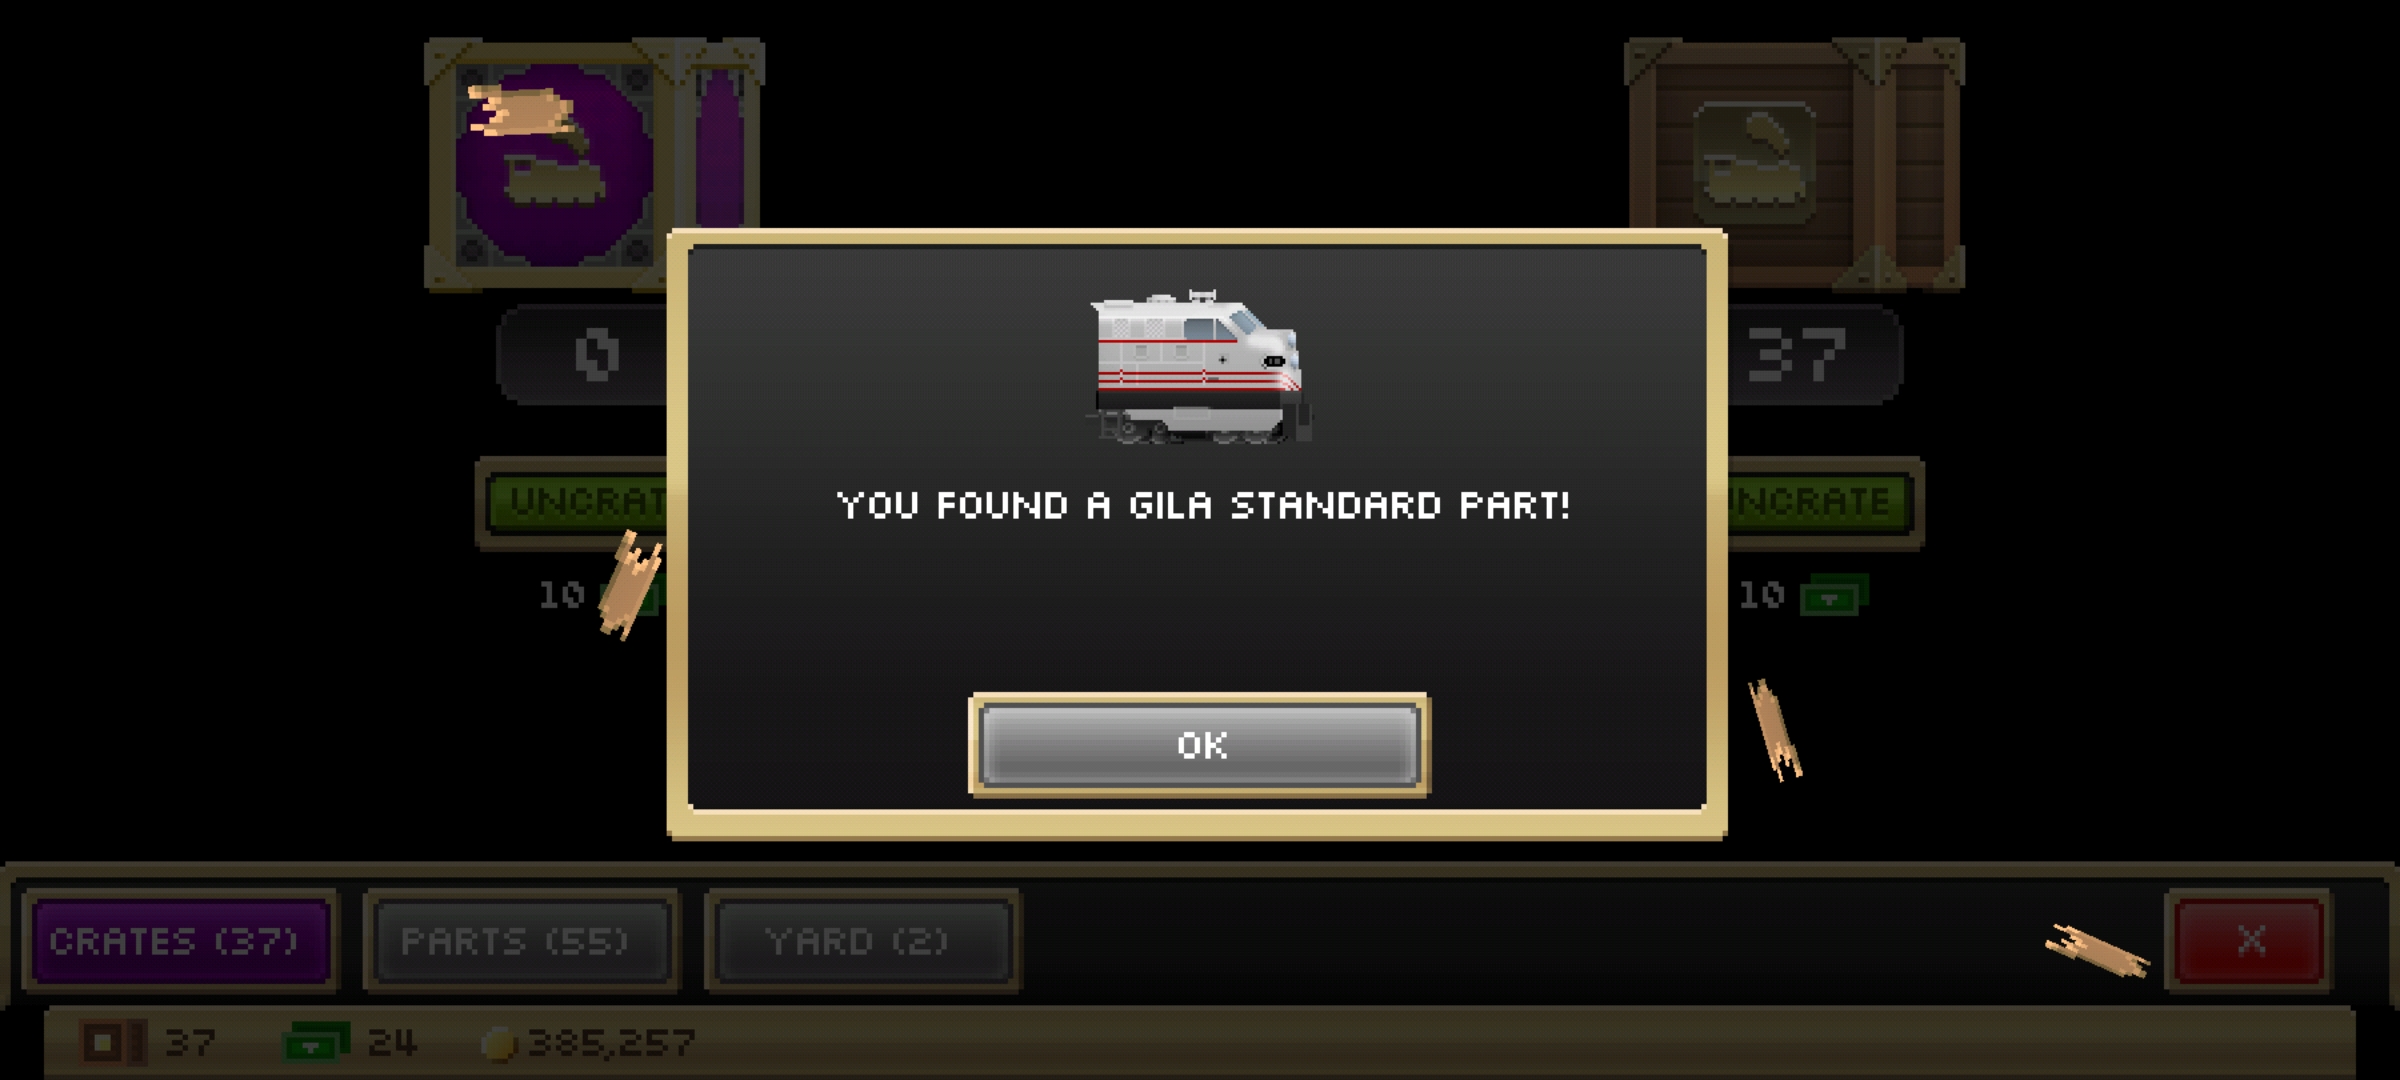 0
37
YOU FOUND A GILA STANDARD PART!
UNCRAT
NCRATE
10
10
OK
CRATES (37)
PARTS (55)
YARD (2)
X
37
24
385,257